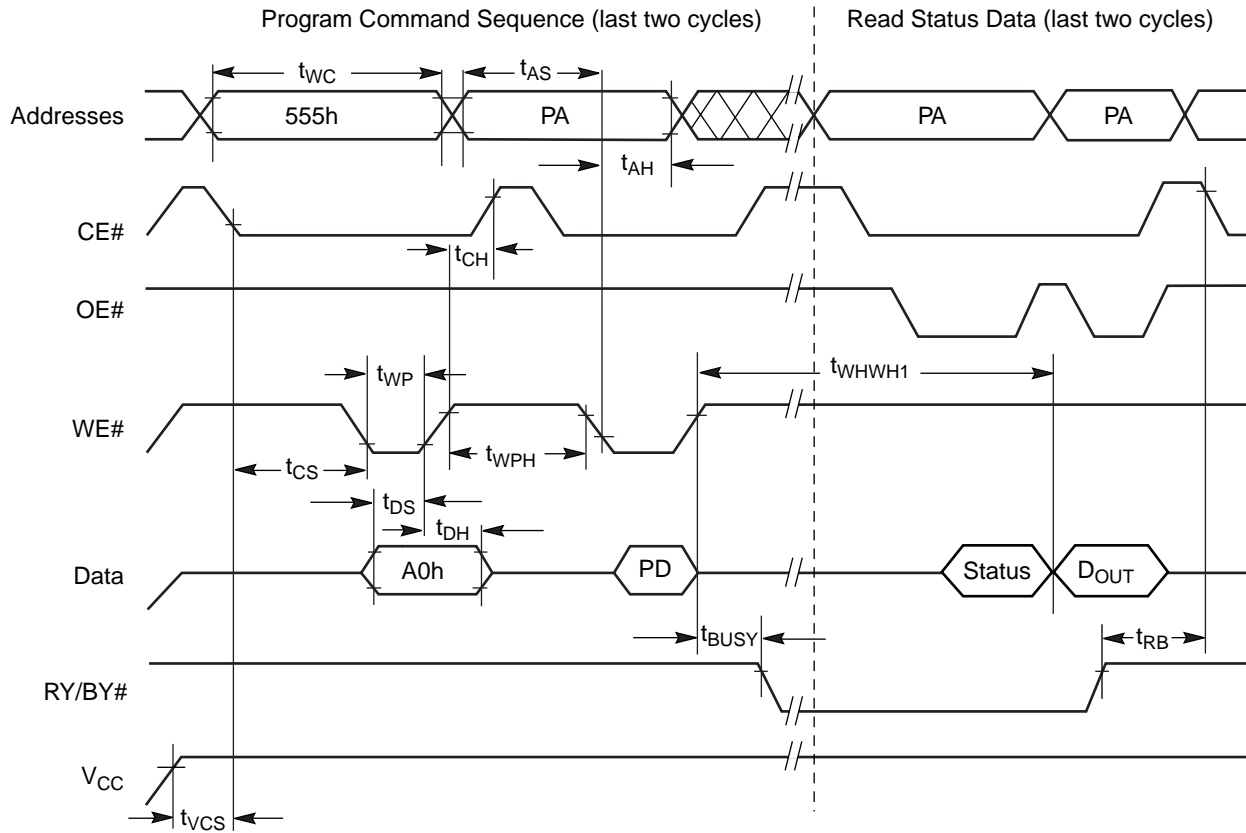 Program Command Sequence (last two cycles)
Read Status Data (last two cycles)
tWC
tAS
Addresses
555h
PA
PA
PA
tAH
CE#
tCH
OE#
tWHWH1
tWP
WE#
tWPH
tCS
tDS
tDH
Data
A0h
PD
Status
DOUT
tBUSY
tRB
RY/BY#
VCC
tVCS